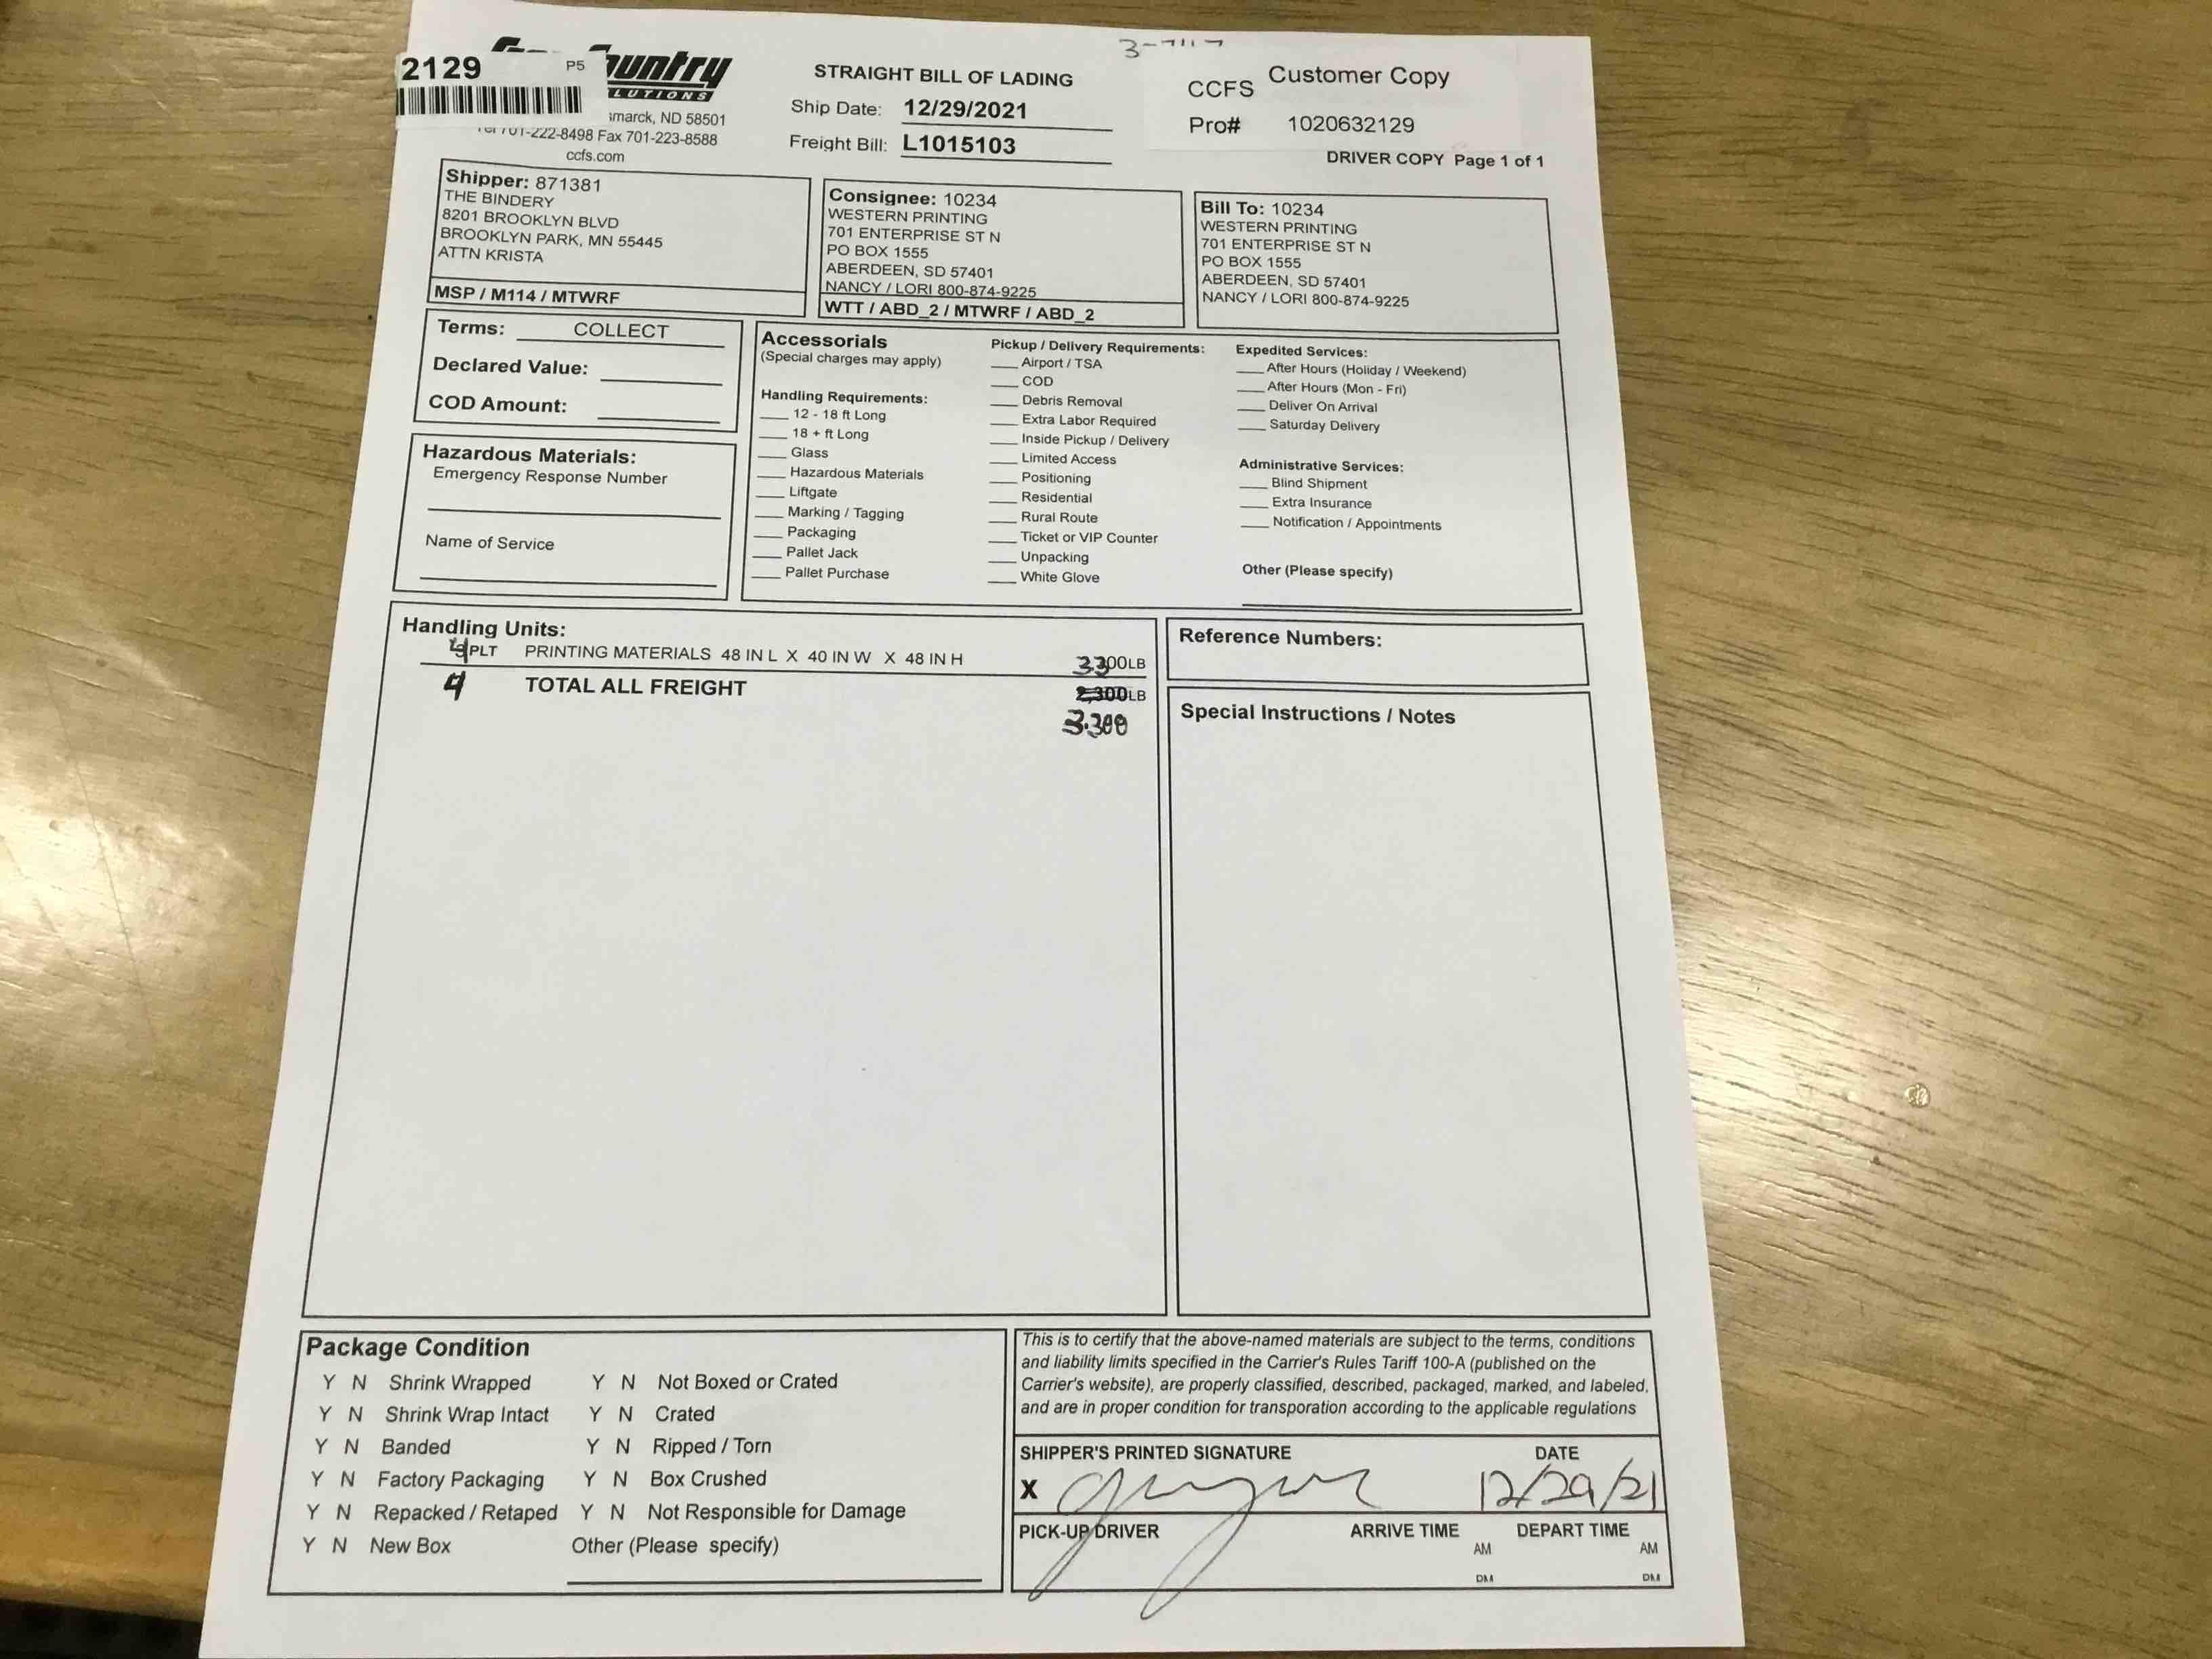 2129 P5
untry
LUTIONS
smarck, ND 58501
701-222-8498 Fax 701-223-8588
ccfs.com
STRAIGHT BILL OF LADING
Ship Date: 12/29/2021
Freight Bill: L1015103
CCFS Customer Copy
Pro# 1020632129
DRIVER COPY Page 1 of 1
Shipper: 871381
THE BINDERY
8201 BROOKLYN BLVD
BROOKLYN PARK, MN 55445
ATTN KRISTA
MSP / M114 / MTWRF
Consignee: 10234
WESTERN PRINTING
701 ENTERPRISE ST N
PO BOX 1555
ABERDEEN, SD 57401
NANCY / LORI 800-874-9225
WTT / ABD_2 / MTWRF / ABD_2
Bill To: 10234
WESTERN PRINTING
701 ENTERPRISE ST N
PO BOX 1555
ABERDEEN, SD 57401
NANCY / LORI 800-874-9225
Terms: COLLECT
Declared Value:
COD Amount:
Hazardous Materials:
Emergency Response Number
Name of Service
Accessorials
(Special charges may apply)
Handling Requirements:
12 - 18 ft Long
18 + ft Long
Glass
Hazardous Materials
Liftgate
Marking / Tagging
Packaging
Pallet Jack
Pallet Purchase
Pickup / Delivery Requirements:
Airport / TSA
COD
Debris Removal
Extra Labor Required
Inside Pickup / Delivery
Limited Access
Positioning
Residential
Rural Route
Ticket or VIP Counter
Unpacking
White Glove
Expedited Services:
After Hours (Holiday / Weekend)
After Hours (Mon - Fri)
Deliver On Arrival
Saturday Delivery
Administrative Services:
Blind Shipment
Extra Insurance
Notification / Appointments
Other (Please specify)
Handling Units:
4 PLT PRINTING MATERIALS 48 IN L X 40 IN W X 48 IN H 3300LB
4 TOTAL ALL FREIGHT 2,300LB
3.300
Reference Numbers:
Special Instructions / Notes
Package Condition
Y N Shrink Wrapped Y N Not Boxed or Crated
Y N Shrink Wrap Intact Y N Crated
Y N Banded Y N Ripped / Torn
Y N Factory Packaging Y N Box Crushed
Y N Repacked / Retaped Y N Not Responsible for Damage
Y N New Box Other (Please specify)
This is to certify that the above-named materials are subject to the terms, conditions
and liability limits specified in the Carrier's Rules Tariff 100-A (published on the
Carrier's website), are properly classified, described, packaged, marked, and labeled,
and are in proper condition for transporation according to the applicable regulations
SHIPPER'S PRINTED SIGNATURE DATE
X 12/29/21
PICK-UP DRIVER ARRIVE TIME DEPART TIME
AM AM
PM PM